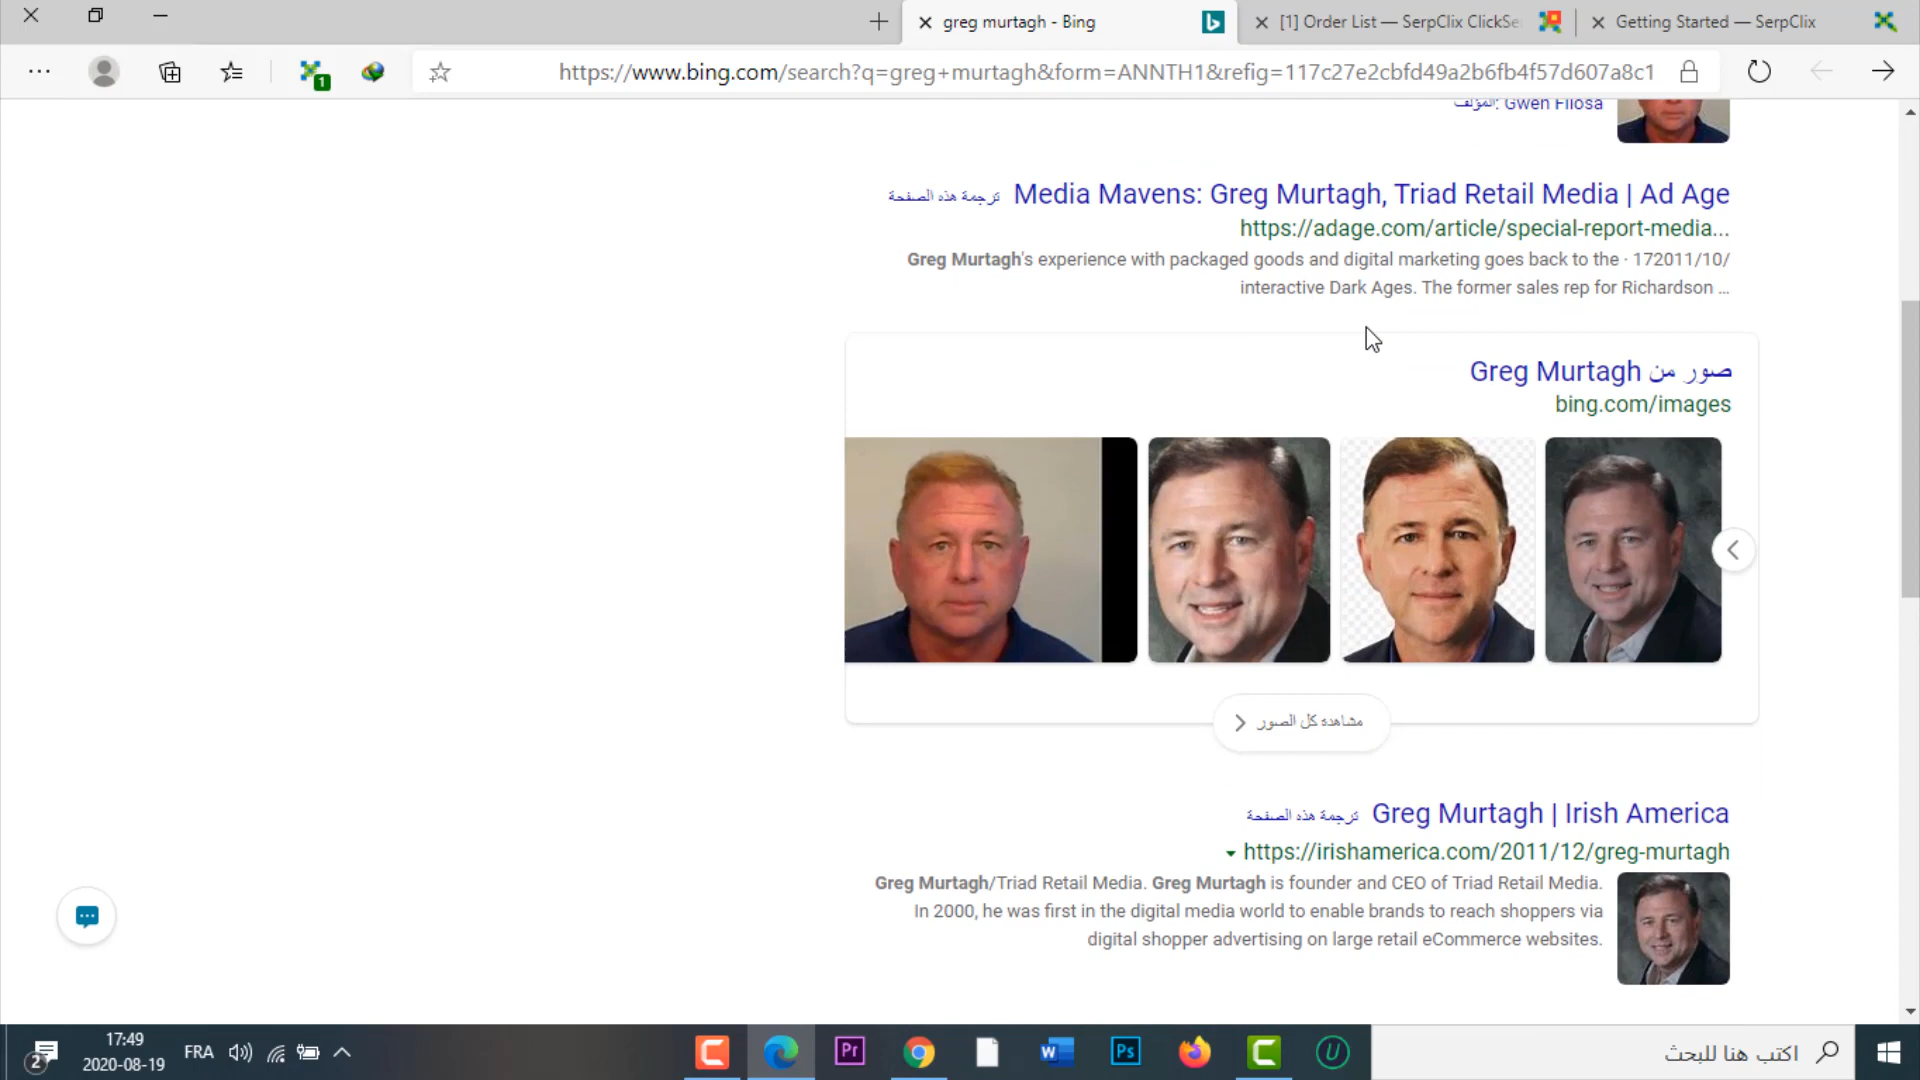 greg murtagh - Bing
[1] Order List — SerpClix ClickSe
Getting Started — SerpClix
1
https://www.bing.com/search?q=greg+murtagh&form=ANNTH1&refig=117c27e2cbfd49a2b6fb4f57d607a8c1
المؤلف: Gwen Filosa
Media Mavens: Greg Murtagh, Triad Retail Media | Ad Age ترجمة هذه الصفحة
https://adage.com/article/special-report-media...
Greg Murtagh's experience with packaged goods and digital marketing goes back to the · 172011/10/
interactive Dark Ages. The former sales rep for Richardson ...
صور من Greg Murtagh
bing.com/images
مشاهدة كل الصور
Greg Murtagh | Irish America ترجمة هذه الصفحة
https://irishamerica.com/2011/12/greg-murtagh
Greg Murtagh/Triad Retail Media. Greg Murtagh is founder and CEO of Triad Retail Media.
In 2000, he was first in the digital media world to enable brands to reach shoppers via
digital shopper advertising on large retail eCommerce websites.
2
17:49
2020-08-19
FRA
Pr
W
Ps
U
اكتب هنا للبحث